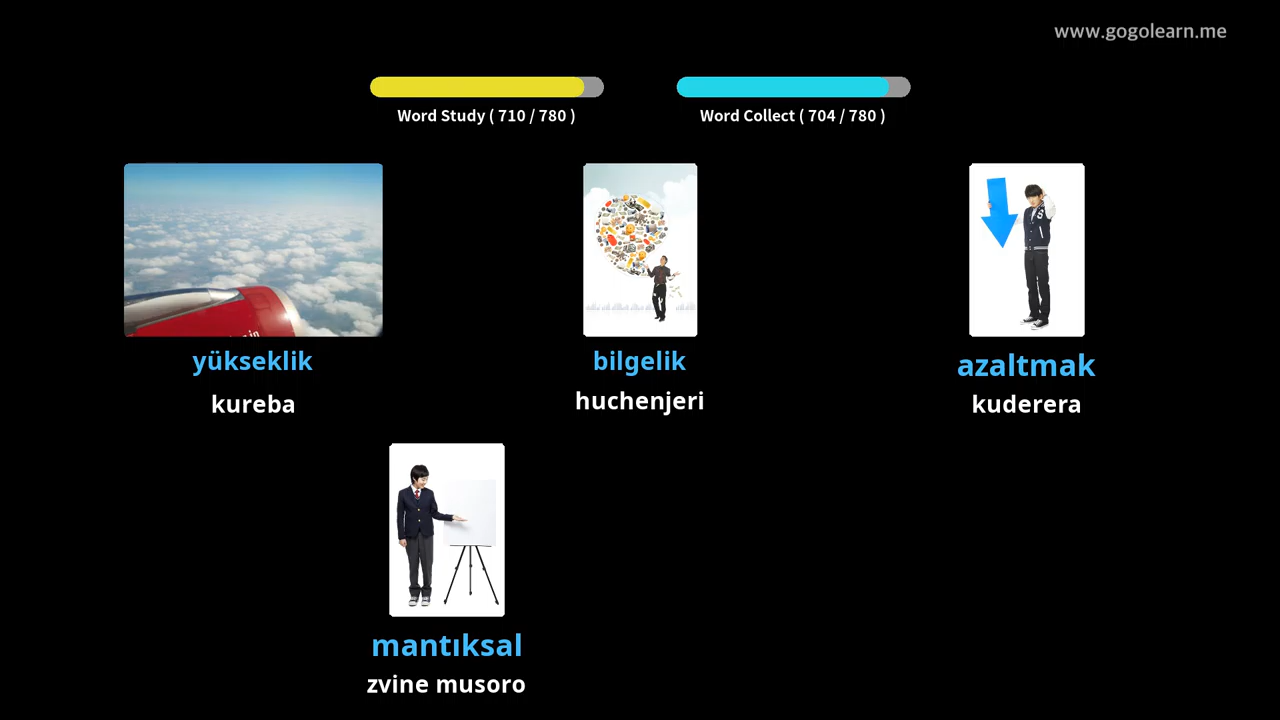 www.gogolearn.me
Word Study ( 710 / 780 )
Word Collect ( 704 / 780 )
yükseklik
kureba
bilgelik
huchenjeri
azaltmak
kuderera
mantıksal
zvine musoro